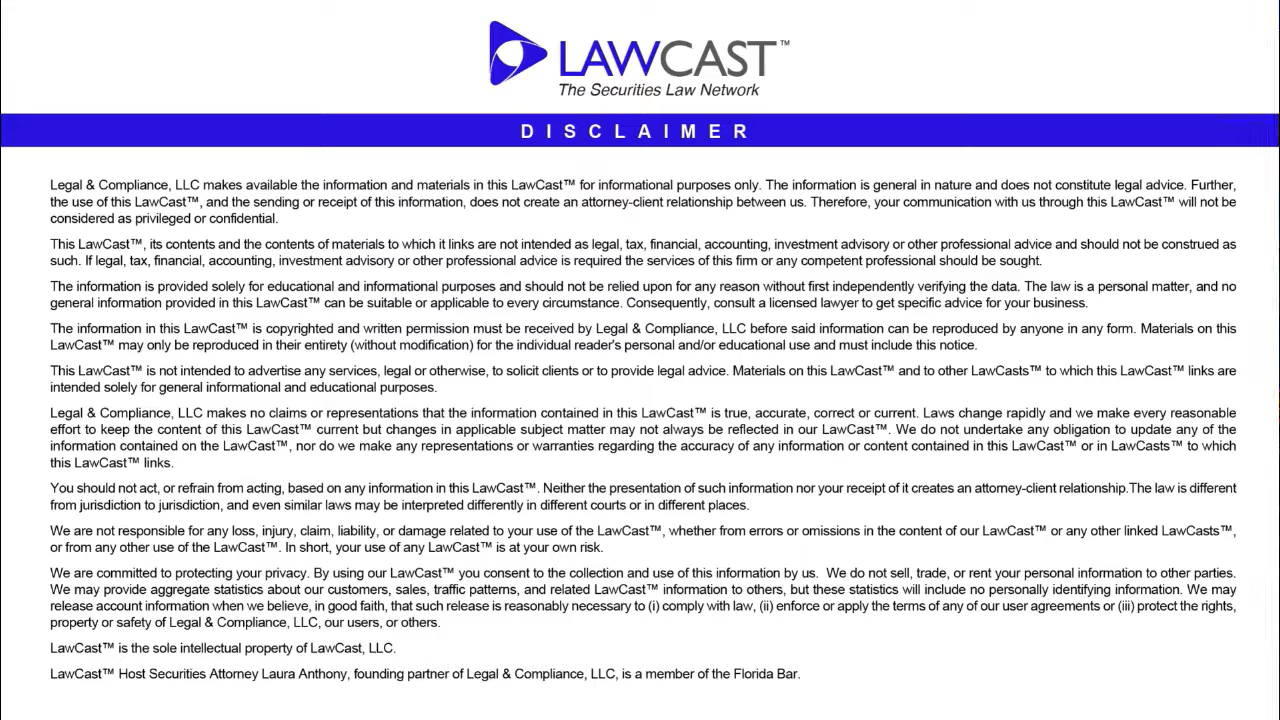 LAWCAST™
The Securities Law Network
DISCLAIMER
Legal & Compliance, LLC makes available the information and materials in this LawCast™ for informational purposes only. The information is general in nature and does not constitute legal advice. Further,
the use of this LawCast™, and the sending or receipt of this information, does not create an attorney-client relationship between us. Therefore, your communication with us through this LawCast™ will not be
considered as privileged or confidential.
This LawCast™, its contents and the contents of materials to which it links are not intended as legal, tax, financial, accounting, investment advisory or other professional advice and should not be construed as
such. If legal, tax, financial, accounting, investment advisory or other professional advice is required the services of this firm or any competent professional should be sought.
The information is provided solely for educational and informational purposes and should not be relied upon for any reason without first independently verifying the data. The law is a personal matter, and no
general information provided in this LawCast™ can be suitable or applicable to every circumstance. Consequently, consult a licensed lawyer to get specific advice for your business.
The information in this LawCast™ is copyrighted and written permission must be received by Legal & Compliance, LLC before said information can be reproduced by anyone in any form. Materials on this
LawCast™ may only be reproduced in their entirety (without modification) for the individual reader's personal and/or educational use and must include this notice.
This LawCast™ is not intended to advertise any services, legal or otherwise, to solicit clients or to provide legal advice. Materials on this LawCast™ and to other LawCasts™ to which this LawCast™ links are
intended solely for general informational and educational purposes.
Legal & Compliance, LLC makes no claims or representations that the information contained in this LawCast™ is true, accurate, correct or current. Laws change rapidly and we make every reasonable
effort to keep the content of this LawCast™ current but changes in applicable subject matter may not always be reflected in our LawCast™. We do not undertake any obligation to update any of the
information contained on the LawCast™, nor do we make any representations or warranties regarding the accuracy of any information or content contained in this LawCast™ or in LawCasts™ to which
this LawCast™ links.
You should not act, or refrain from acting, based on any information in this LawCast™. Neither the presentation of such information nor your receipt of it creates an attorney-client relationship.The law is different
from jurisdiction to jurisdiction, and even similar laws may be interpreted differently in different courts or in different places.
We are not responsible for any loss, injury, claim, liability, or damage related to your use of the LawCast™, whether from errors or omissions in the content of our LawCast™ or any other linked LawCasts™,
or from any other use of the LawCast™. In short, your use of any LawCast™ is at your own risk.
We are committed to protecting your privacy. By using our LawCast™ you consent to the collection and use of this information by us. We do not sell, trade, or rent your personal information to other parties.
We may provide aggregate statistics about our customers, sales, traffic patterns, and related LawCast™ information to others, but these statistics will include no personally identifying information. We may
release account information when we believe, in good faith, that such release is reasonably necessary to (i) comply with law, (ii) enforce or apply the terms of any of our user agreements or (iii) protect the rights,
property or safety of Legal & Compliance, LLC, our users, or others.
LawCast™ is the sole intellectual property of LawCast, LLC.
LawCast™ Host Securities Attorney Laura Anthony, founding partner of Legal & Compliance, LLC, is a member of the Florida Bar.